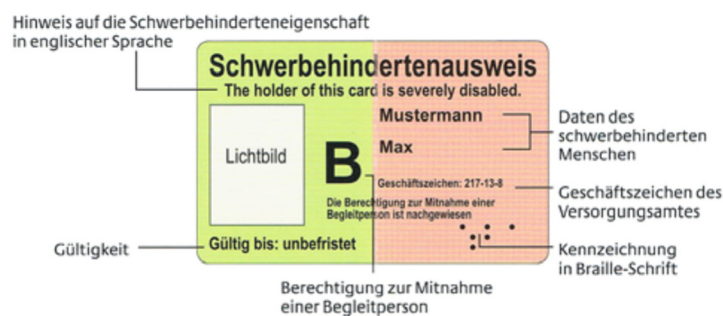 Hinweis auf die Schwerbehinderteneigenschaft
in englischer Sprache
Schwerbehindertenausweis
The holder of this card is severely disabled.
Lichtbild
B
Mustermann
Max
Geschäftszeichen: 217-13-8
Die Berechtigung zur Mitnahme einer
Begleitperson ist nachgewiesen
Gültig bis: unbefristet
Daten des
schwerbehinderten
Menschen
Geschäftszeichen des
Versorgungsamtes
Kennzeichnung
in Braille-Schrift
Gültigkeit
Berechtigung zur Mitnahme
einer Begleitperson